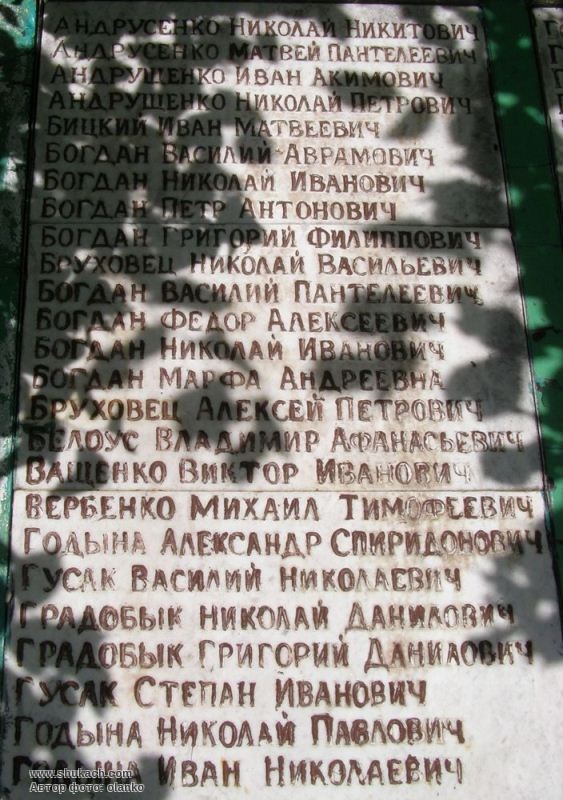 Андрусенко Николай Никитович
Андрусенко Матвей Пантелеевич
Андрущенко Иван Акимович
Андрущенко Николай Петрович
Бицкий Иван Матвеевич
Богдан Василий Аврамович
Богдан Николай Иванович
Богдан Петр Антонович
Богдан Григорий Филиппович
Бруховец Николай Васильевич
Богдан Василий Пантелеевич
Богдан Федор Алексеевич
Богдан Николай Иванович
Богдан Марфа Андреевна
Бруховец Алексей Петрович
Белоус Владимир Афанасьевич
Ващенко Виктор Иванович
Вербенко Михаил Тимофеевич
Годына Александр Спиридонович
Гусак Василий Николаевич
Градобык Николай Данилович
Градобык Григорий Данилович
Гусак Степан Иванович
Годына Николай Павлович
Годына Иван Николаевич
www.shukach.com
Автор фото: olanko